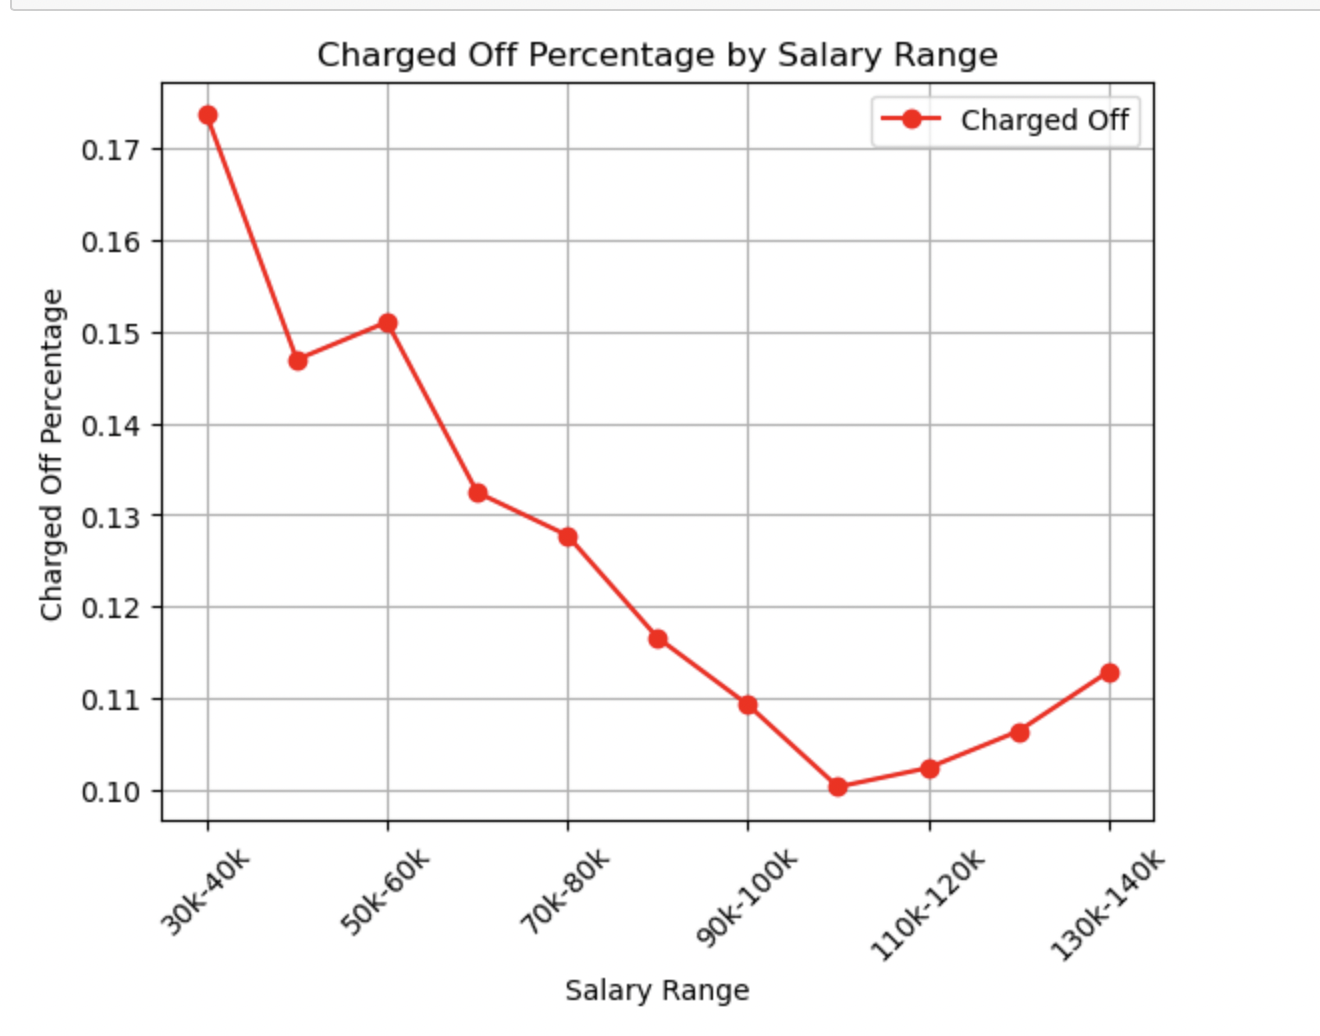 Charged Off Percentage by Salary Range
Charged Off
0.17
0.16
0.15
0.14
0.13
0.12
0.11
0.10
Charged Off Percentage
30k-40k
50k-60k
70k-80k
90k-100k
110k-120k
130k-140k
Salary Range